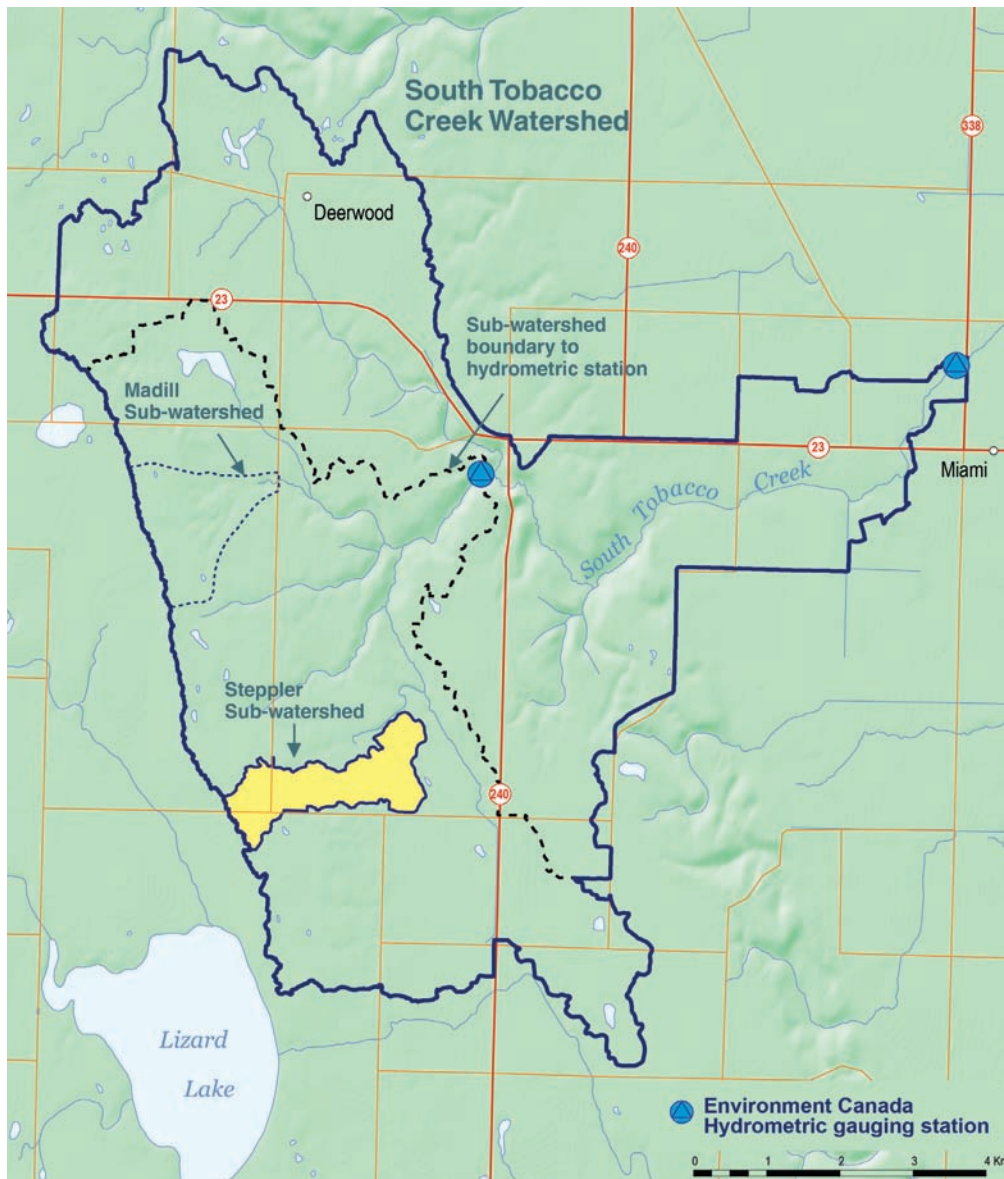 South Tobacco
Creek Watershed
338
Deerwood
240
23
Sub-watershed
boundary to
hydrometric station
Madill
Sub-watershed
23
Miami
South Tobacco Creek
Steppler
Sub-watershed
240
Lizard
Lake
Environment Canada
Hydrometric gauging station
0 1 2 3 4 Km